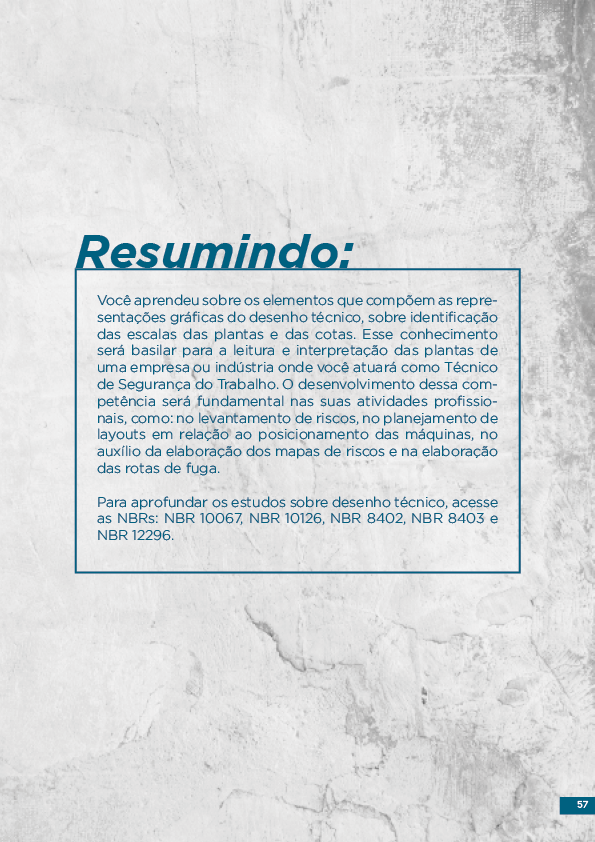 Resumindo:
Você aprendeu sobre os elementos que compõem as repre-
sentações gráficas do desenho técnico, sobre identificação
das escalas das plantas e das cotas. Esse conhecimento
será basilar para a leitura e interpretação das plantas de
uma empresa ou indústria onde você atuará como Técnico
de Segurança do Trabalho. O desenvolvimento dessa com-
petência será fundamental nas suas atividades profissio-
nais, como: no levantamento de riscos, no planejamento de
layouts em relação ao posicionamento das máquinas, no
auxílio da elaboração dos mapas de riscos e na elaboração
das rotas de fuga.
Para aprofundar os estudos sobre desenho técnico, acesse
as NBRs: NBR 10067, NBR 10126, NBR 8402, NBR 8403 e
NBR 12296.
57